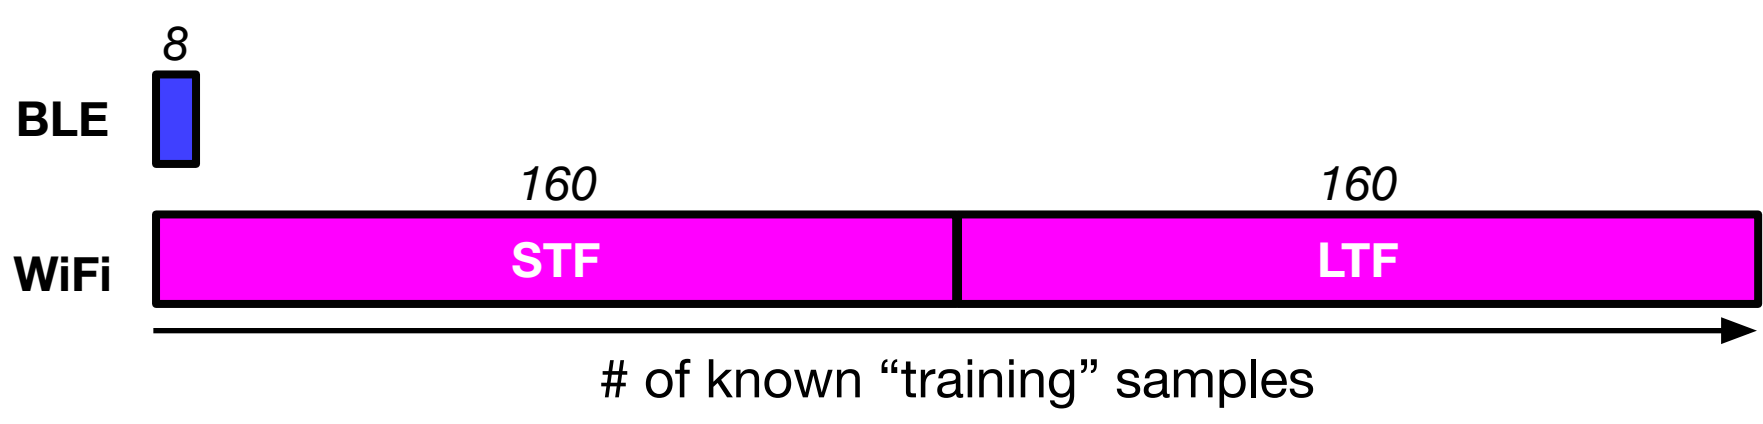 8
BLE
160
160
WiFi
STF
LTF
# of known “training” samples